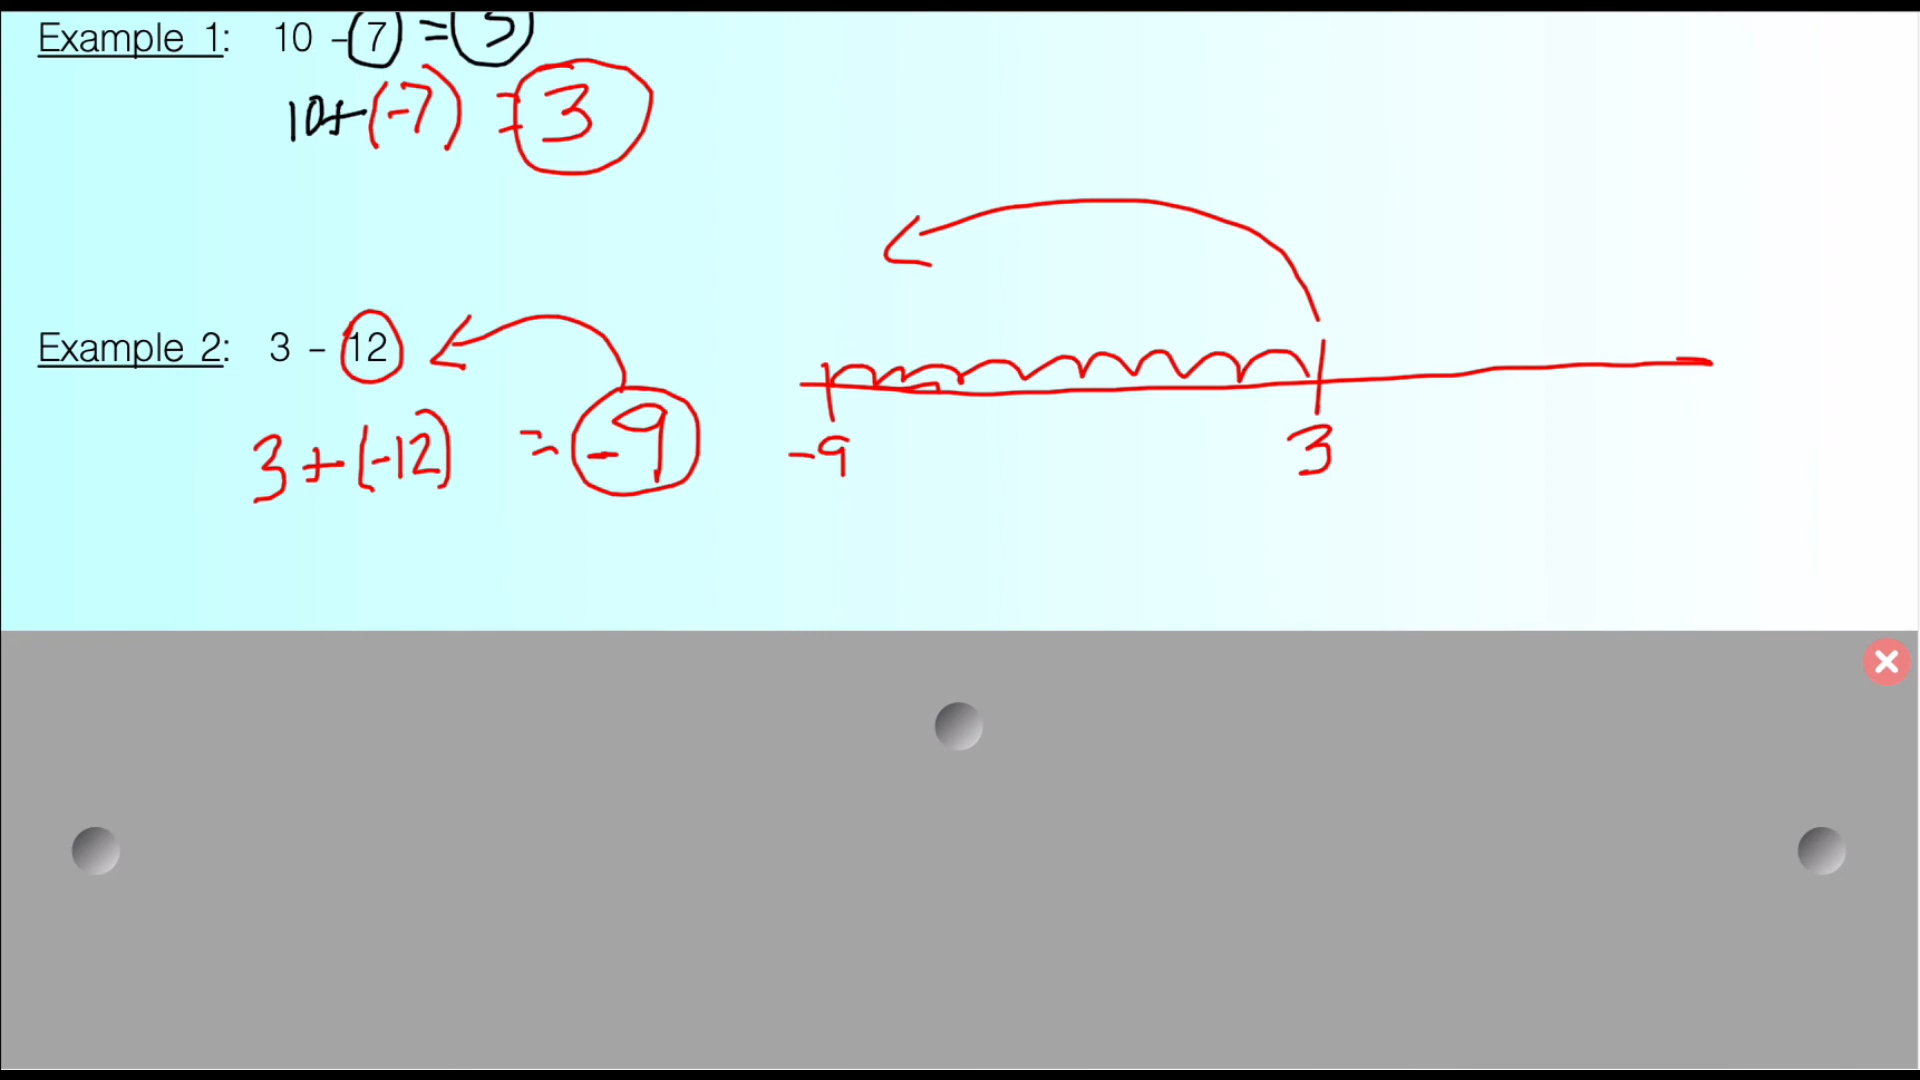 Example 1: 10 - 7 = 3
10+(-7) = 3
Example 2: 3 - 12
3+(-12) = -9
-9 3